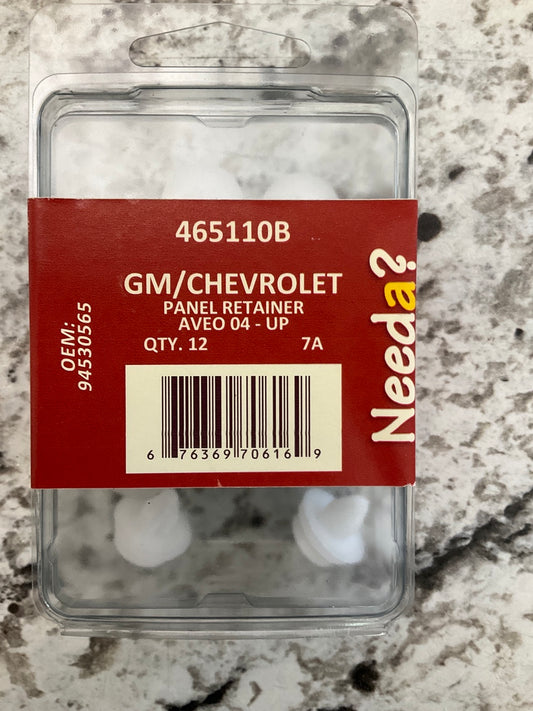 465110B
GM/CHEVROLET
PANEL RETAINER
AVEO 04 - UP
QTY. 12 7A
OEM:
94530565
Needa?
6 76369 70616 9